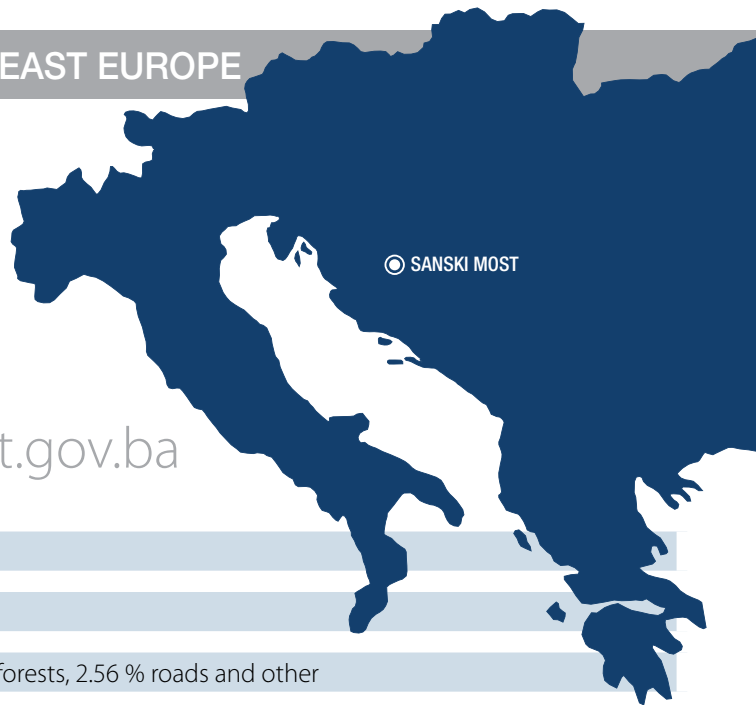 EAST EUROPE
SANSKI MOST
t.gov.ba
forests, 2.56 % roads and other